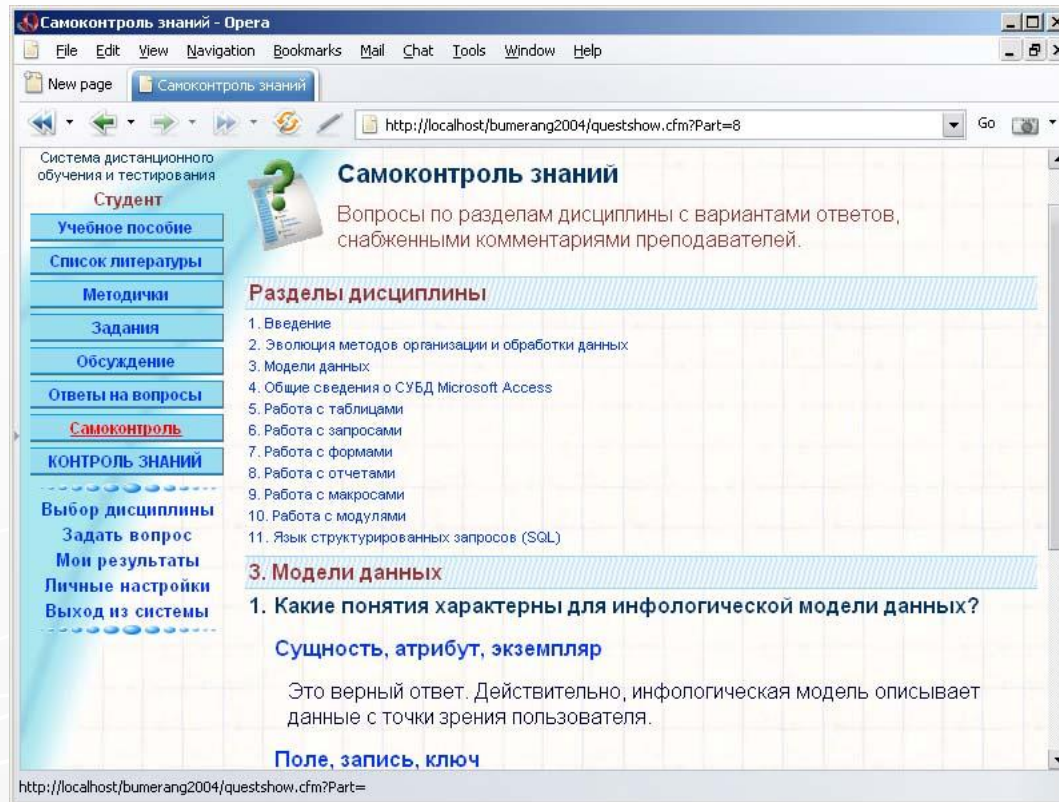 Самоконтроль знаний - Opera
File Edit View Navigation Bookmarks Mail Chat Tools Window Help
New page Самоконтроль знаний
http://localhost/bumerang2004/questshow.cfm?Part=8 Go
Система дистанционного
обучения и тестирования
Студент
Учебное пособие
Список литературы
Методички
Задания
Обсуждение
Ответы на вопросы
Самоконтроль
КОНТРОЛЬ ЗНАНИЙ
Выбор дисциплины
Задать вопрос
Мои результаты
Личные настройки
Выход из системы
Самоконтроль знаний
Вопросы по разделам дисциплины с вариантами ответов,
снабженными комментариями преподавателей.
Разделы дисциплины
1. Введение
2. Эволюция методов организации и обработки данных
3. Модели данных
4. Общие сведения о СУБД Microsoft Access
5. Работа с таблицами
6. Работа с запросами
7. Работа с формами
8. Работа с отчетами
9. Работа с макросами
10. Работа с модулями
11. Язык структурированных запросов (SQL)
3. Модели данных
1. Какие понятия характерны для инфологической модели данных?
Сущность, атрибут, экземпляр
Это верный ответ. Действительно, инфологическая модель описывает
данные с точки зрения пользователя.
Поле, запись, ключ
http://localhost/bumerang2004/questshow.cfm?Part=